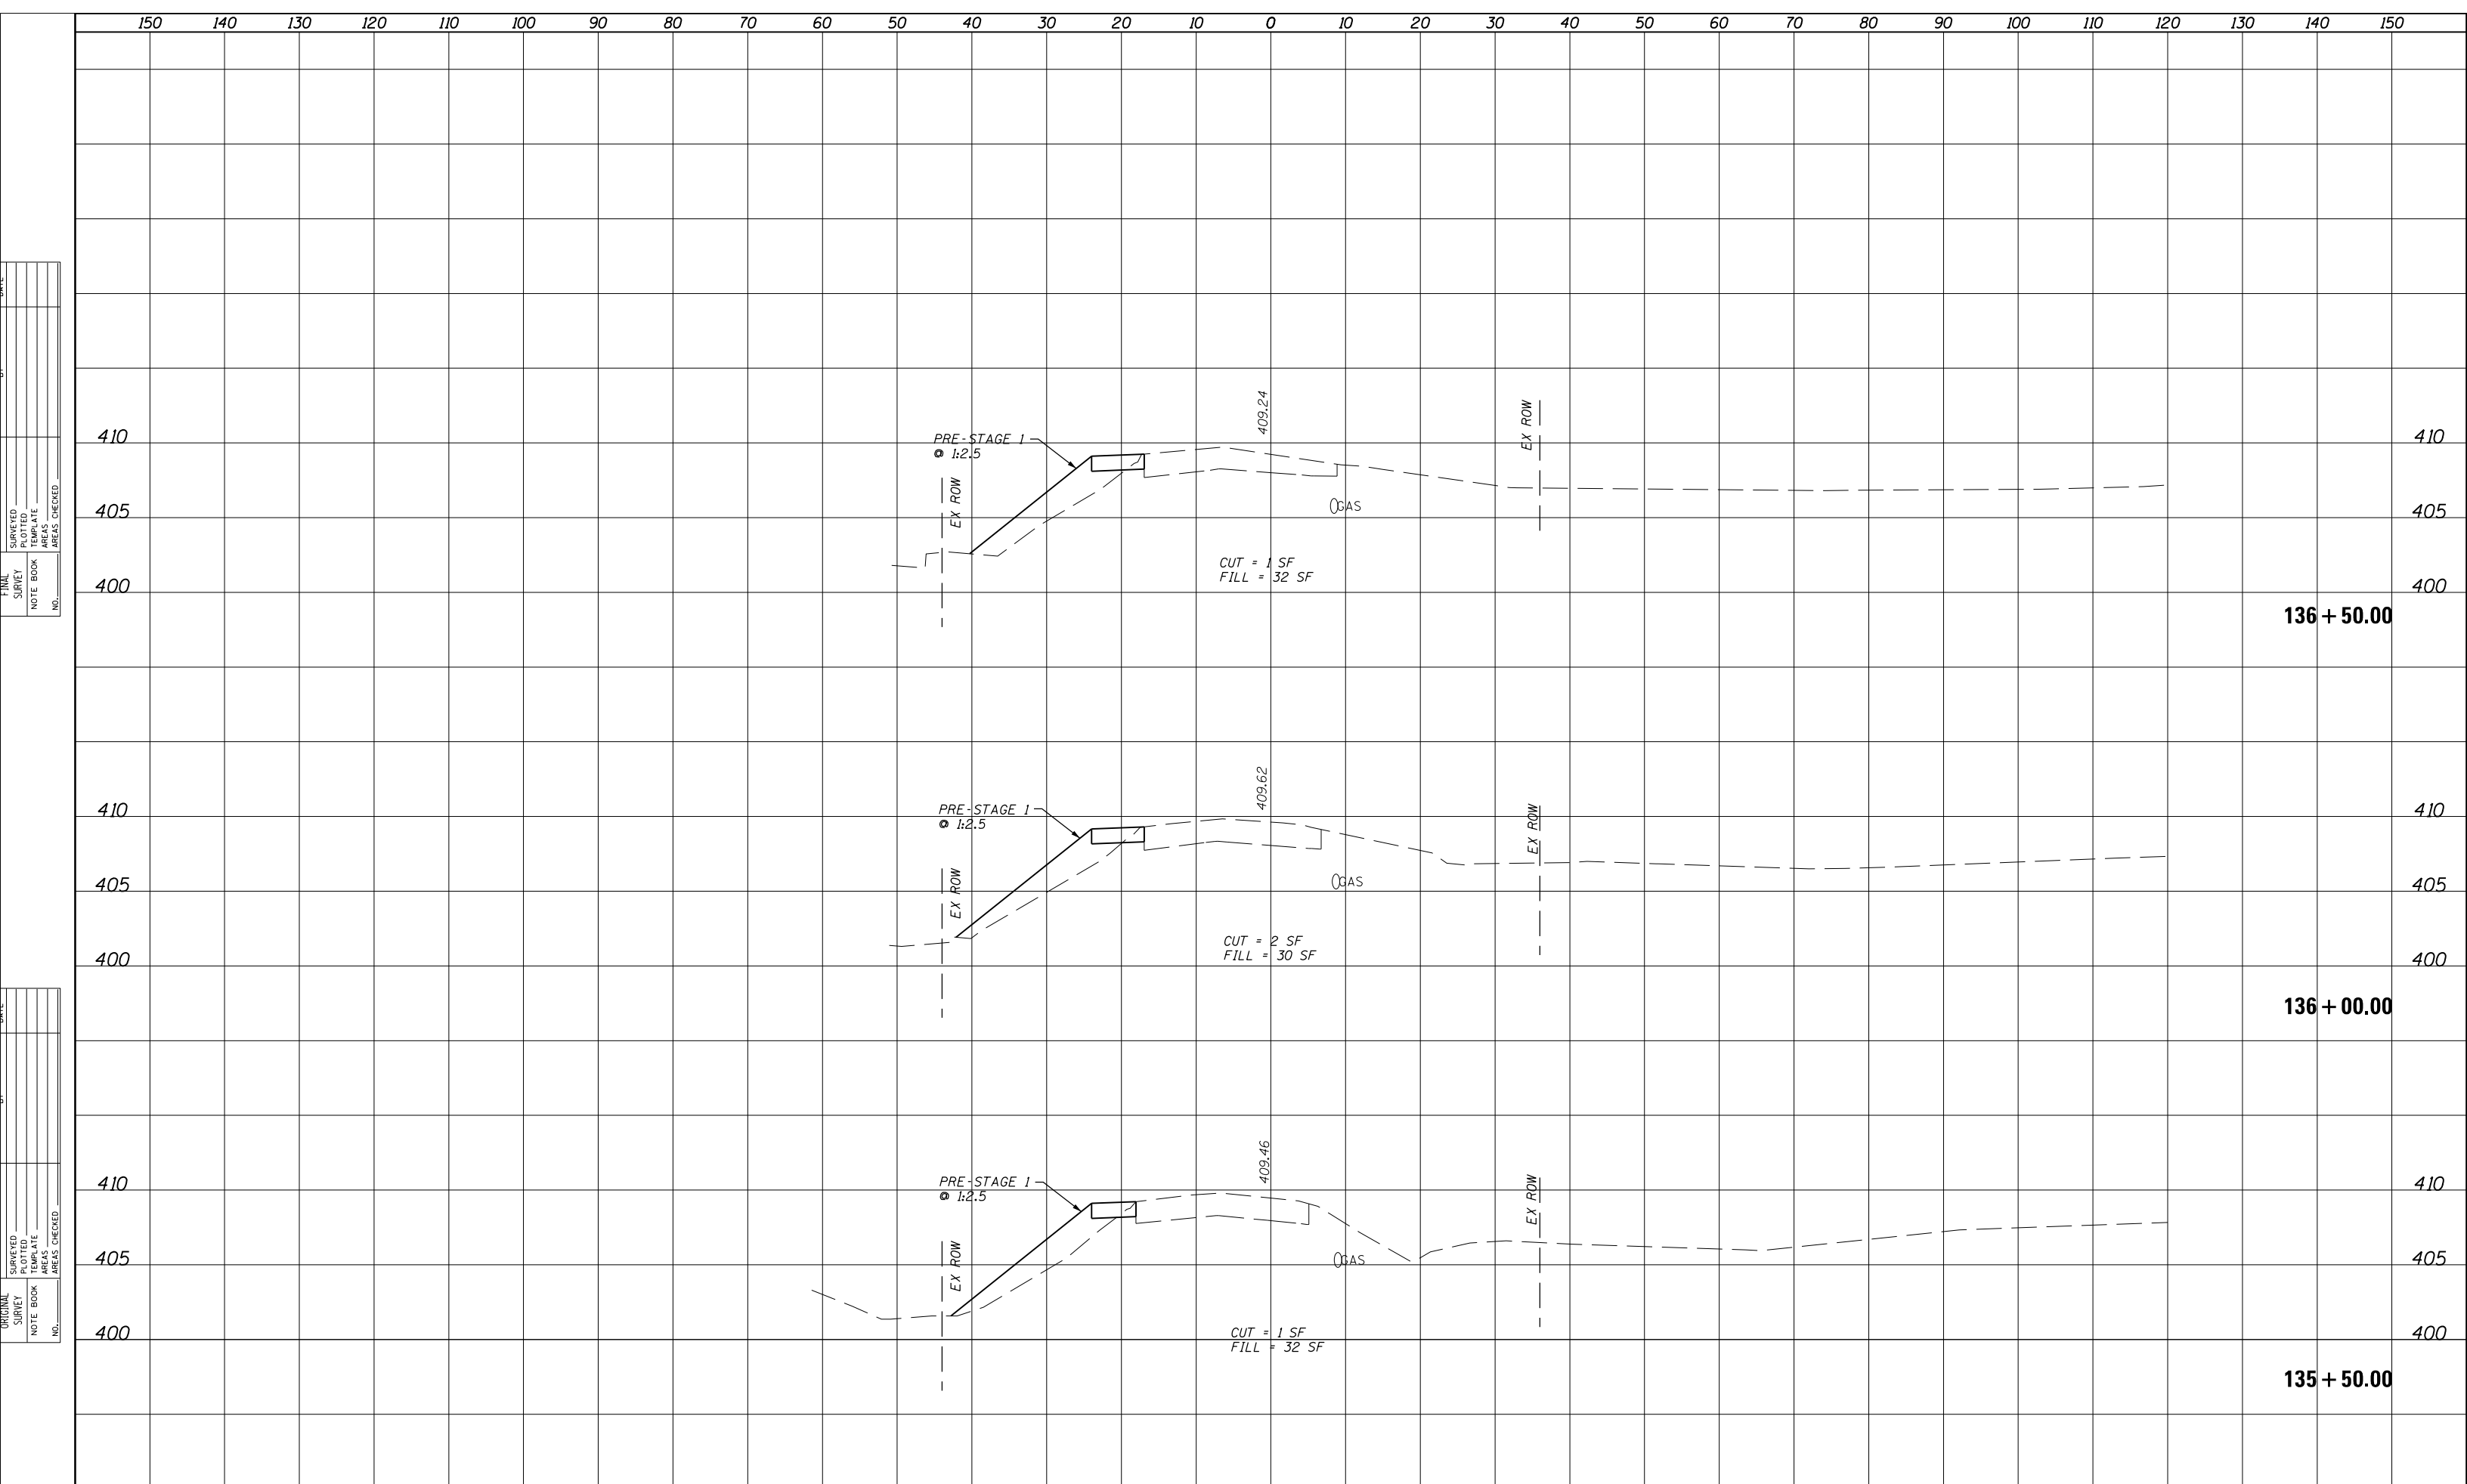 150 140 130 120 110 100 90 80 70 60 50 40 30 20 10 0 10 20 30 40 50 60 70 80 90 100 110 120 130 140 150
409.24
EX ROW
410
PRE-STAGE 1
@ 1:2.5
410
EX ROW
405
GAS
405
CUT = 1 SF
FILL = 32 SF
400
400
136+50.00
SURVEYED
PLOTTED
TEMPLATE
AREAS
AREAS CHECKED
FINAL
SURVEY
NOTE BOOK
NO.
409.62
EX ROW
410
PRE-STAGE 1
@ 1:2.5
410
EX ROW
405
GAS
405
CUT = 2 SF
FILL = 30 SF
400
400
136+00.00
409.46
EX ROW
410
PRE-STAGE 1
@ 1:2.5
410
EX ROW
405
GAS
405
CUT = 1 SF
FILL = 32 SF
400
400
135+50.00
SURVEYED
PLOTTED
TEMPLATE
AREAS
AREAS CHECKED
ORIGINAL
SURVEY
NOTE BOOK
NO.